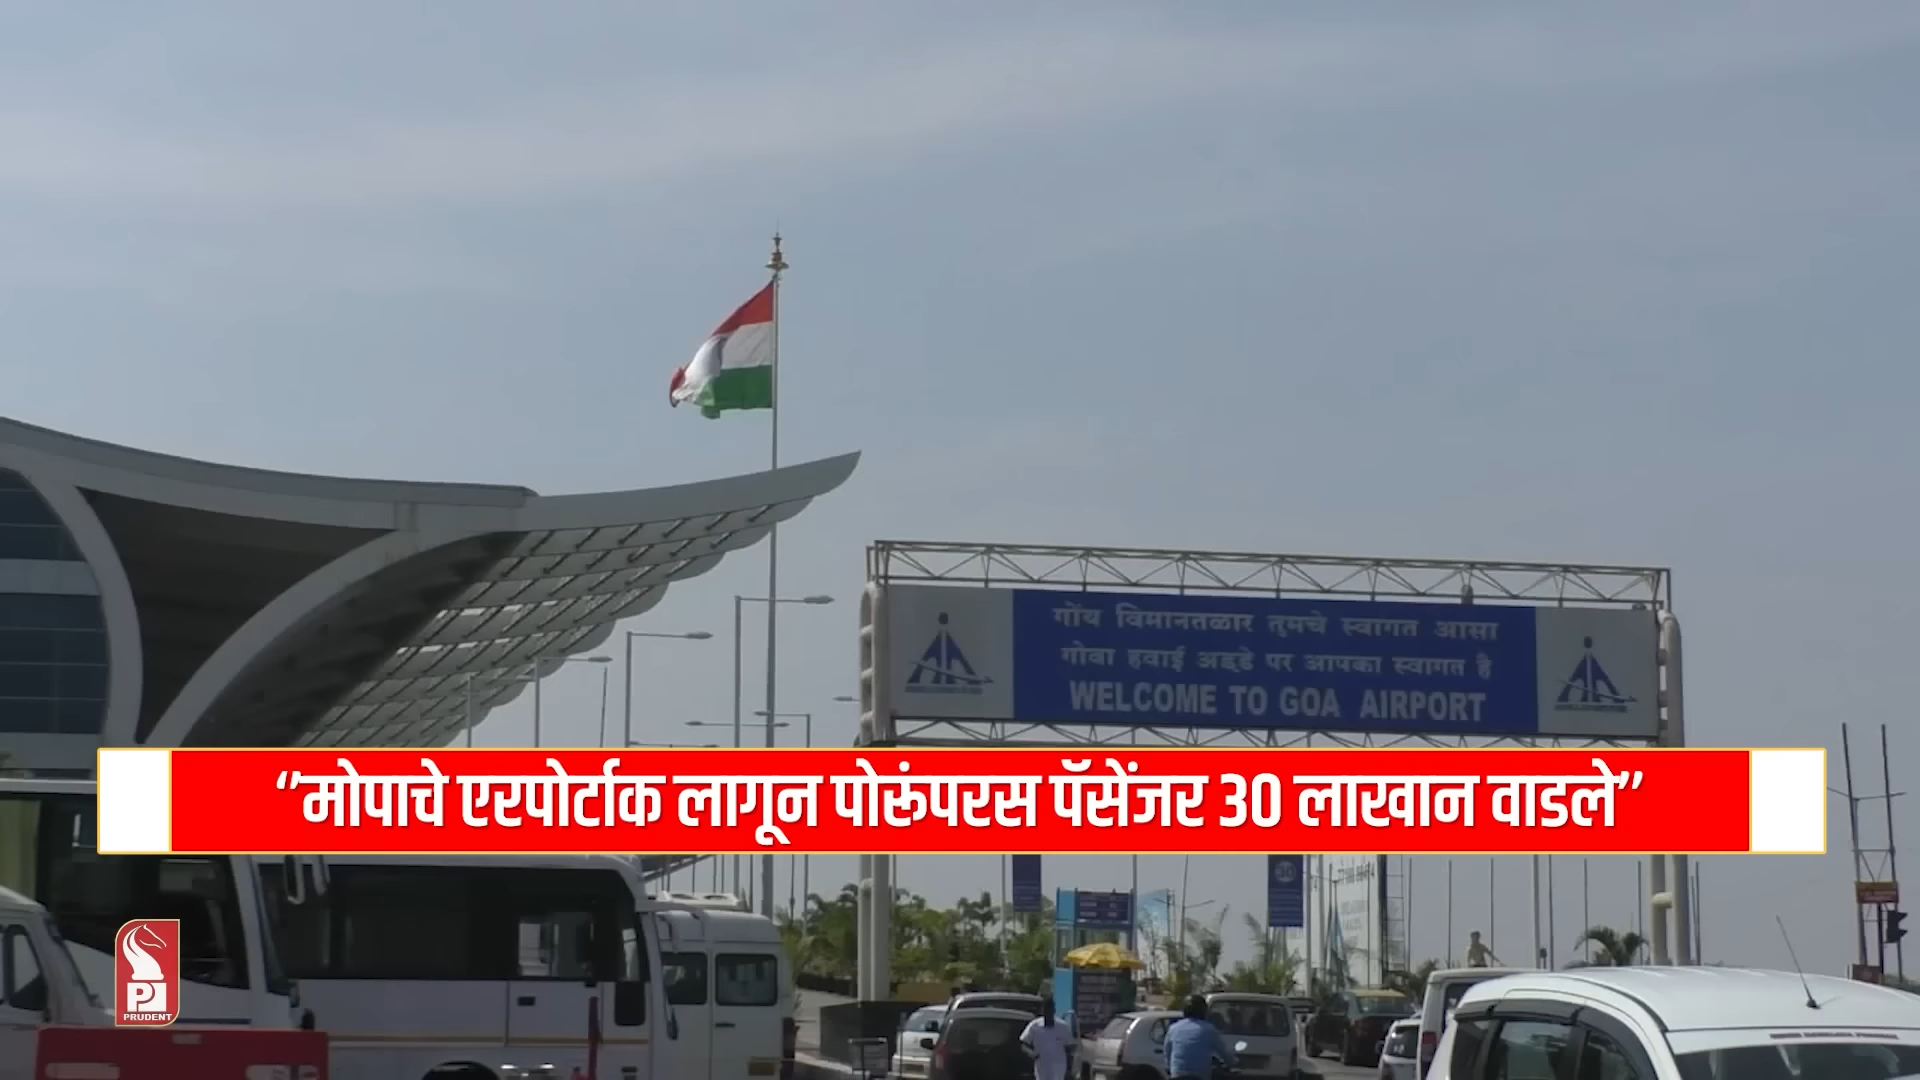 गोंय विमानतळार तुमचे स्वागत आसा
गोवा हवाई अड्डे पर आपका स्वागत है
WELCOME TO GOA AIRPORT
“मोपाचे एरपोर्टाक लागून पोरूंपरस पॅसेंजर 30 लाखान वाडले”
30
P
PRUDENT